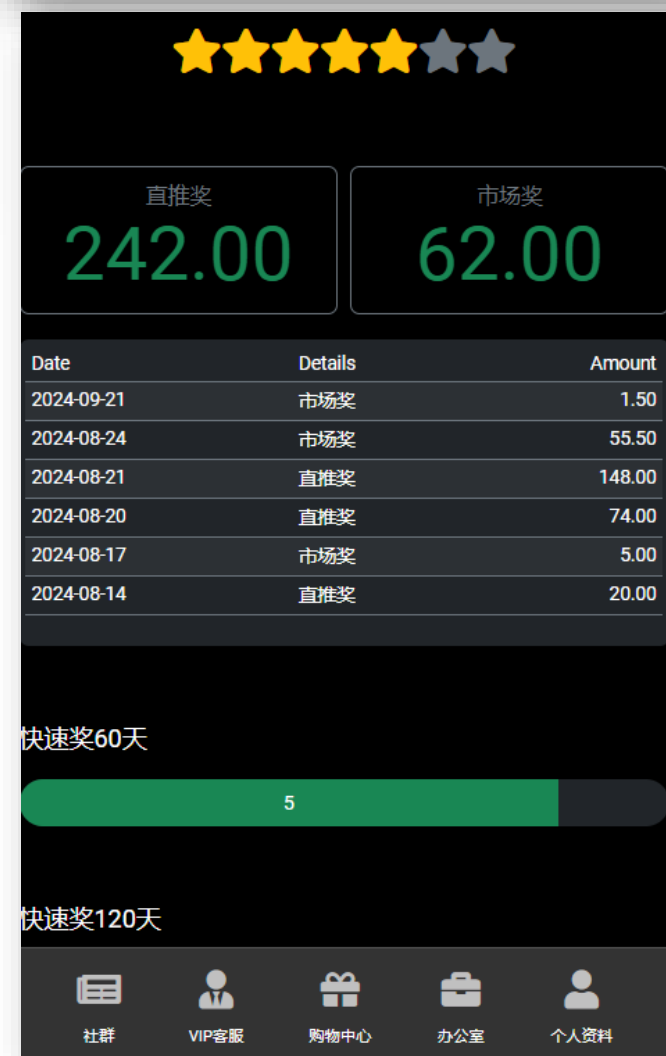 直推奖 市场奖
242.00 62.00
Date Details Amount
2024-09-21 市场奖 1.50
2024-08-24 市场奖 55.50
2024-08-21 直推奖 148.00
2024-08-20 直推奖 74.00
2024-08-17 市场奖 5.00
2024-08-14 直推奖 20.00
快速奖60天
5
快速奖120天
社群 VIP客服 购物中心 办公室 个人资料